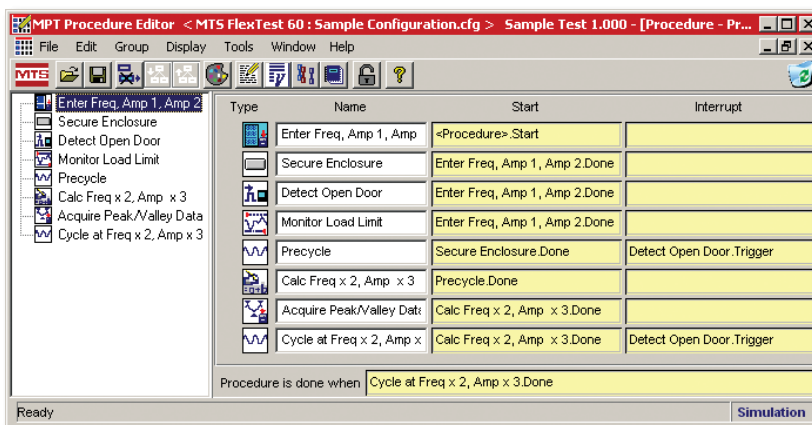 MPT Procedure Editor < MTS FlexTest 60 : Sample Configuration.cfg > Sample Test 1.000 - [Procedure - Pr...
File Edit Group Display Tools Window Help
MTS
Enter Freq, Amp 1, Amp 2
Secure Enclosure
Detect Open Door
Monitor Load Limit
Precycle
Calc Freq x 2, Amp x 3
Acquire Peak/Valley Data
Cycle at Freq x 2, Amp x 3
Type Name Start Interrupt
Enter Freq, Amp 1, Amp <Procedure>.Start
Secure Enclosure Enter Freq, Amp 1, Amp 2.Done
Detect Open Door Enter Freq, Amp 1, Amp 2.Done
Monitor Load Limit Enter Freq, Amp 1, Amp 2.Done
Precycle Secure Enclosure.Done Detect Open Door.Trigger
Calc Freq x 2, Amp x 3 Precycle.Done
Acquire Peak/Valley Data Calc Freq x 2, Amp x 3.Done
Cycle at Freq x 2, Amp x Calc Freq x 2, Amp x 3.Done Detect Open Door.Trigger
Procedure is done when Cycle at Freq x 2, Amp x 3.Done
Ready Simulation